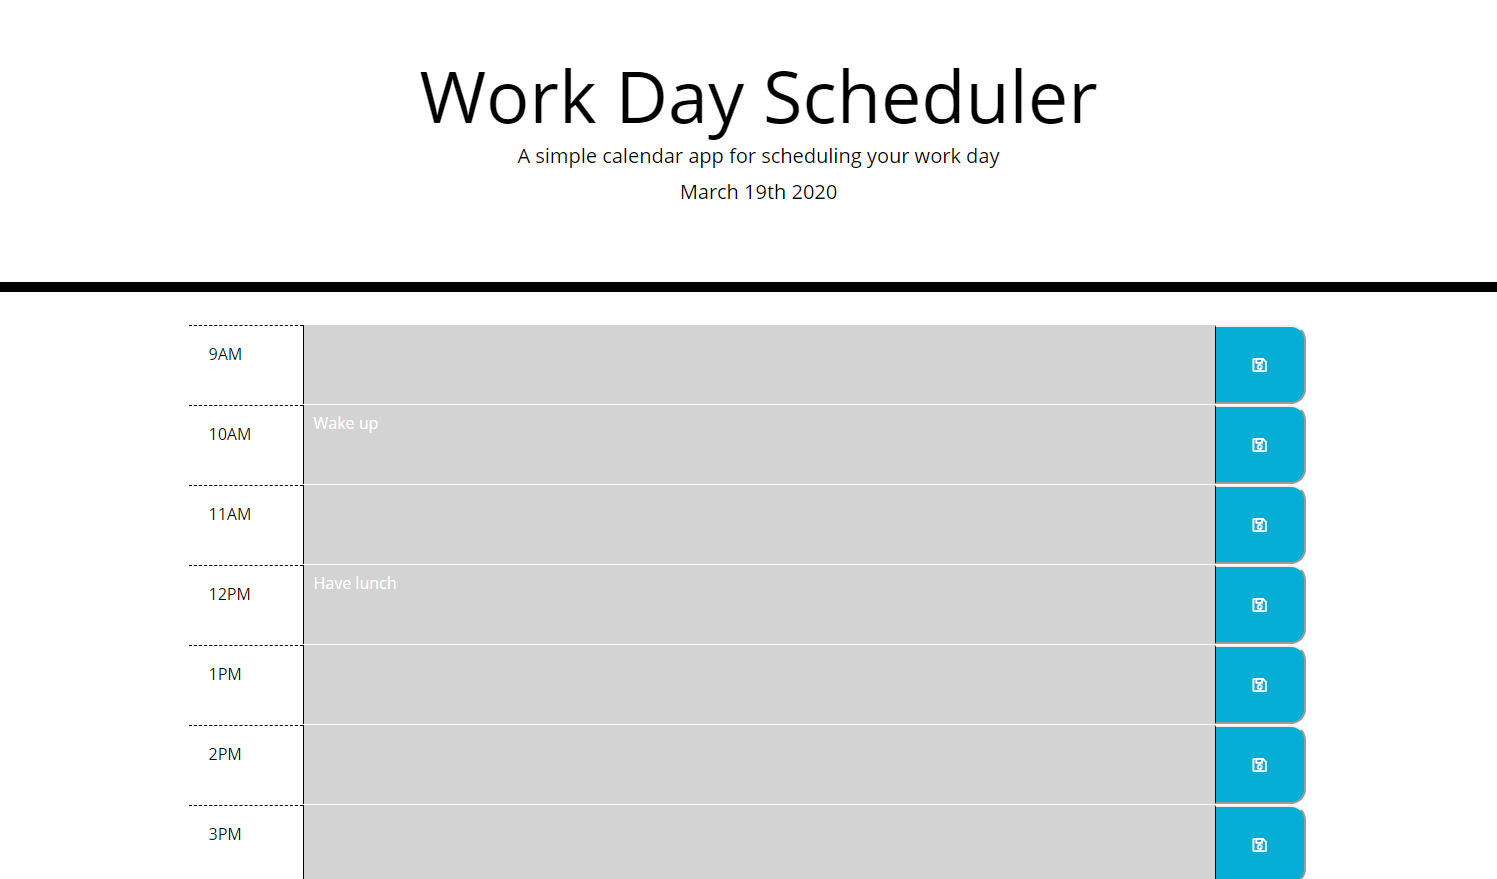 Work Day Scheduler
A simple calendar app for scheduling your work day
March 19th 2020
9AM
10AM
Wake up
11AM
12PM
Have lunch
1PM
2PM
3PM